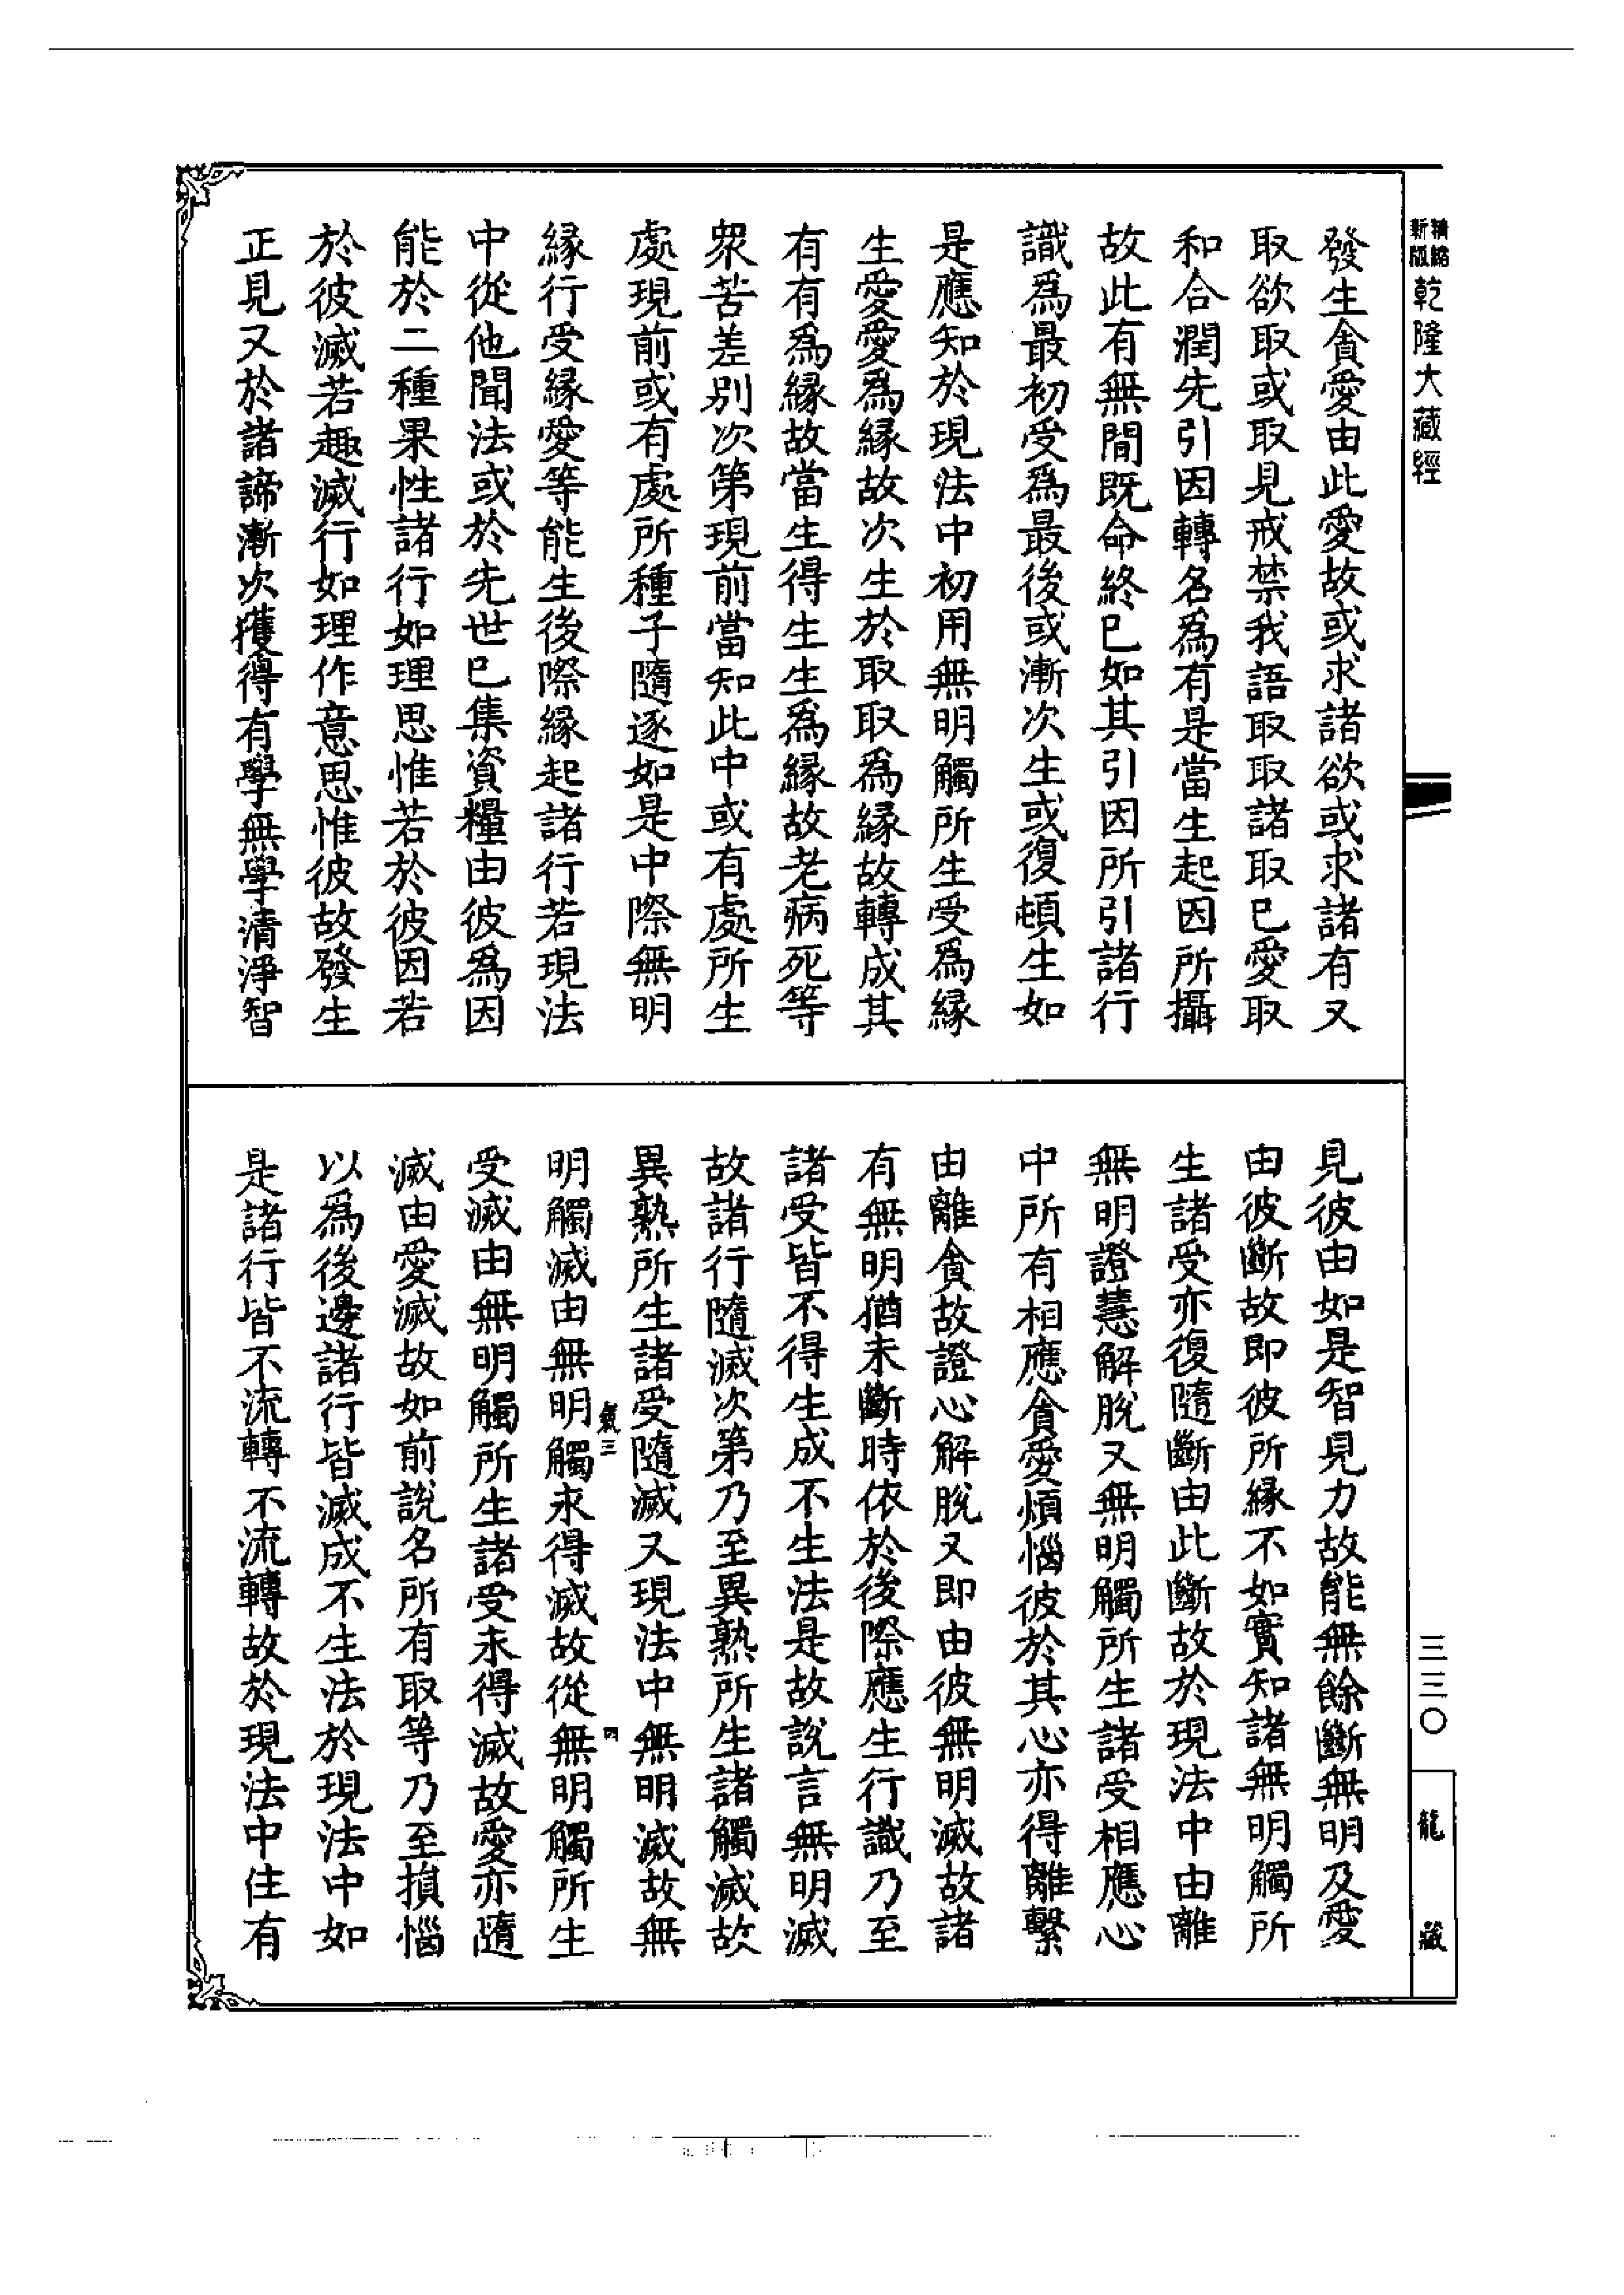 精縮
新版
乾隆大藏經
發生貪愛由此愛故或求諸欲或求諸有又
取欲取或取見戒禁我語取取諸取巳愛取
和合潤先引因轉名為有是當生起因所攝
故此有無間既命終巳如其引因所引諸行
識為最初受為最後或漸次生或復頓生如
是應知於現法中初用無明觸所生受為緣
生愛愛為緣故次生於取取為緣故轉成其
有有為緣故當生得生生為緣故老病死等
眾苦差別次第現前當知此中或有處所生
處現前或有處所種子隨逐如是中際無明
緣行受緣愛等能生後際緣起諸行若現法
中從他聞法或於先世巳集資糧由彼為因
能於二種果性諸行如理思惟若於彼因若
於彼滅若趣滅行如理作意思惟彼故發生
正見又於諸諦漸次獲得有學無學清淨智
見彼由如是智見力故能無餘斷無明及愛
由彼斷故即彼所緣不如實知諸無明觸所
生諸受亦復隨斷由此斷故於現法中由離
無明證慧解脫又無明觸所生諸受相應心
中所有相應貪愛煩惱彼於其心亦得離繫
由離貪故證心解脫又即由彼無明滅故諸
有無明猶未斷時依於後際應生行識乃至
諸受皆不得生成不生法是故說言無明滅
故諸行隨滅次第乃至異熟所生諸觸滅故
異熟所生諸受隨滅又現法中無明滅故無
明觸滅由無明觸永得滅故從無明觸所生
受滅由無明觸所生諸受永得滅故愛亦隨
滅由愛滅故如前說名所有取等乃至損惱
以為後邊諸行皆滅成不生法於現法中如
是諸行皆不流轉不流轉故於現法中住有
三三〇
龍藏